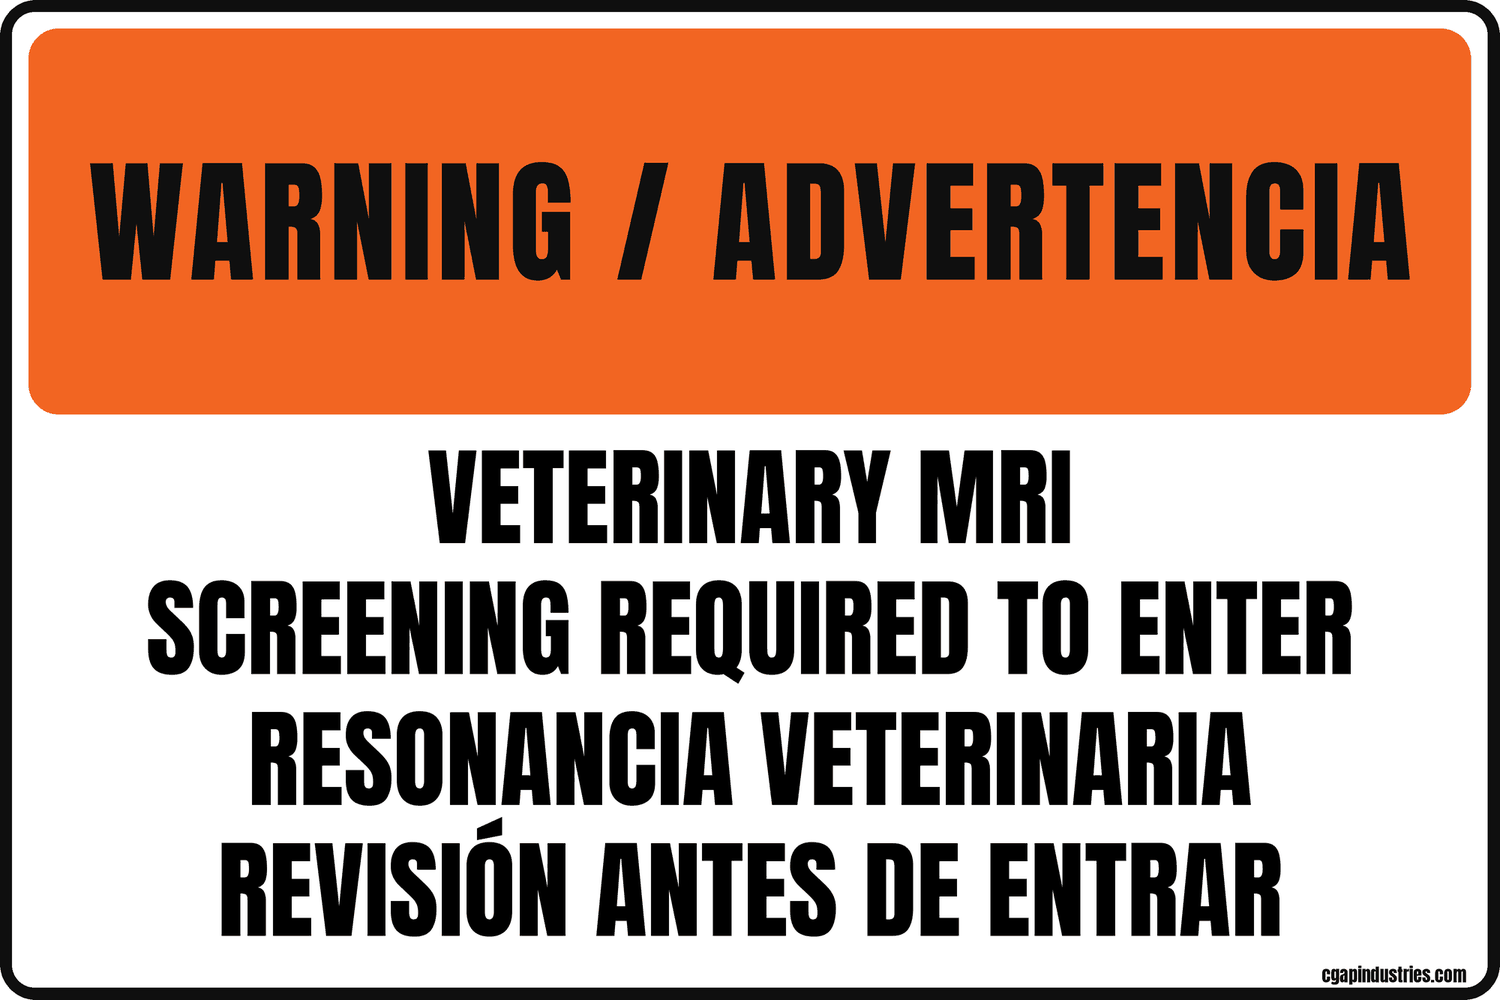 WARNING / ADVERTENCIA
VETERINARY MRI
SCREENING REQUIRED TO ENTER
RESONANCIA VETERINARIA
REVISIÓN ANTES DE ENTRAR
cgapindustries.com